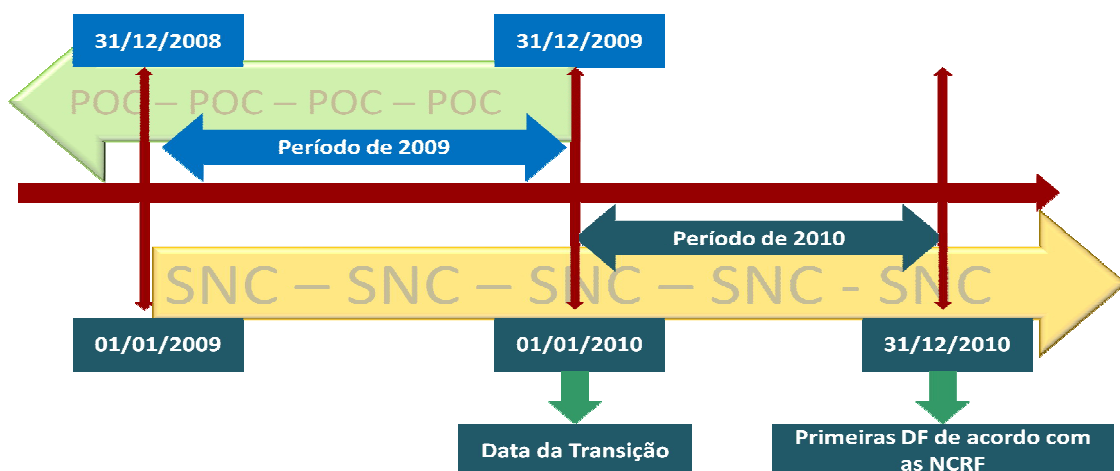 31/12/2008
31/12/2009
POC – POC – POC – POC
Período de 2009
Período de 2010
SNC – SNC – SNC – SNC - SNC
01/01/2009
01/01/2010
31/12/2010
Data da Transição
Primeiras DF de acordo com
as NCRF